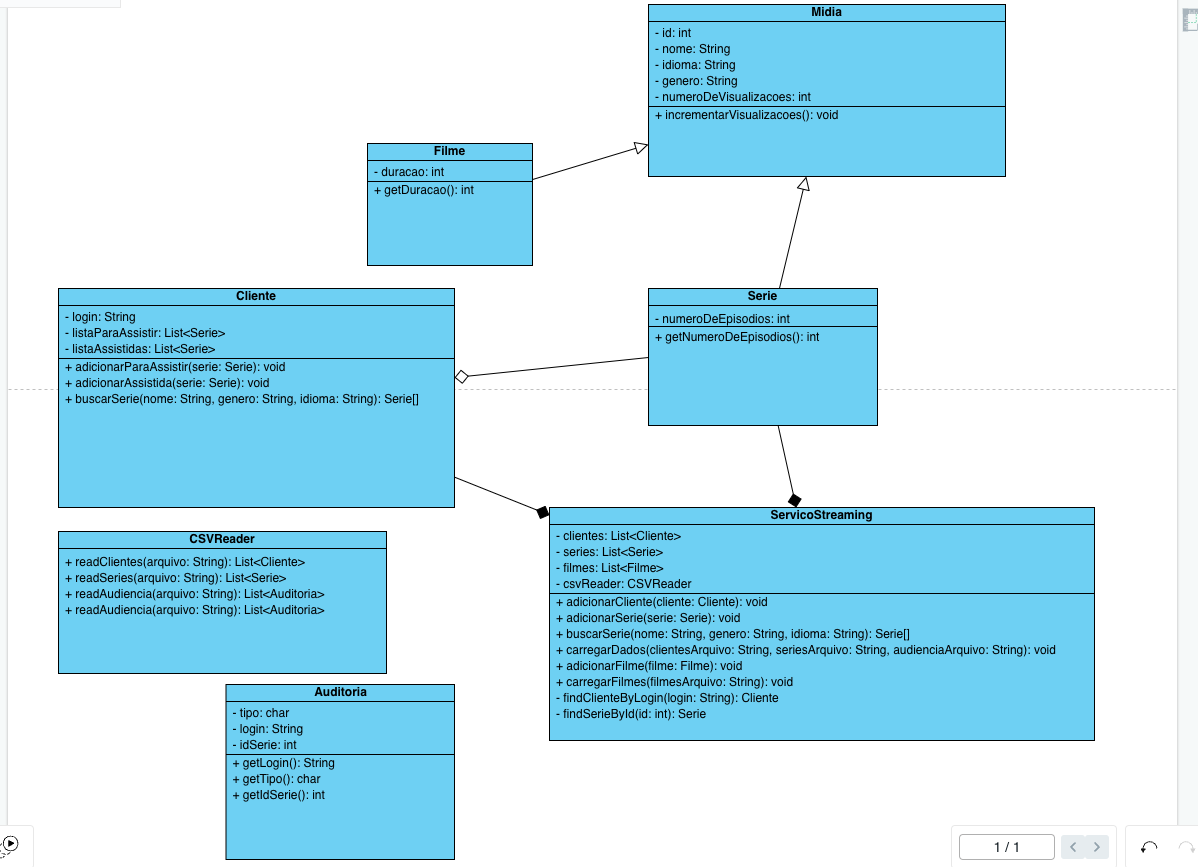 Midia
- id: int
- nome: String
- idioma: String
- genero: String
- numeroDeVisualizacoes: int
+ incrementarVisualizacoes(): void
Filme
- duracao: int
+ getDuracao(): int
Cliente
- login: String
- listaParaAssistir: List<Serie>
- listaAssistidas: List<Serie>
+ adicionarParaAssistir(serie: Serie): void
+ adicionarAssistida(serie: Serie): void
+ buscarSerie(nome: String, genero: String, idioma: String): Serie[]
Serie
- numeroDeEpisodios: int
+ getNumeroDeEpisodios(): int
CSVReader
+ readClientes(arquivo: String): List<Cliente>
+ readSeries(arquivo: String): List<Serie>
+ readAudiencia(arquivo: String): List<Auditoria>
+ readAudiencia(arquivo: String): List<Auditoria>
ServicoStreaming
- clientes: List<Cliente>
- series: List<Serie>
- filmes: List<Filme>
- csvReader: CSVReader
+ adicionarCliente(cliente: Cliente): void
+ adicionarSerie(serie: Serie): void
+ buscarSerie(nome: String, genero: String, idioma: String): Serie[]
+ carregarDados(clientesArquivo: String, seriesArquivo: String, audienciaArquivo: String): void
+ adicionarFilme(filme: Filme): void
+ carregarFilmes(filmesArquivo: String): void
- findClienteByLogin(login: String): Cliente
- findSerieById(id: int): Serie
Auditoria
- tipo: char
- login: String
- idSerie: int
+ getLogin(): String
+ getTipo(): char
+ getIdSerie(): int
1 / 1